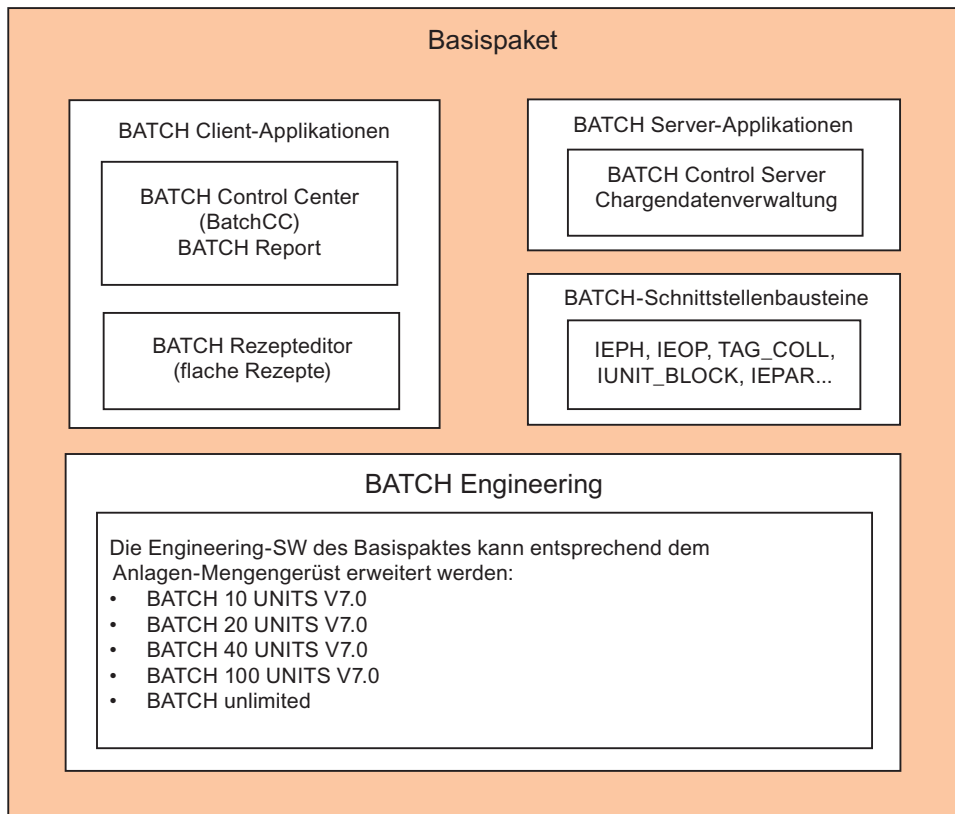 Basispaket
BATCH Client-Applikationen
BATCH Control Center
(BatchCC)
BATCH Report
BATCH Rezepteditor
(flache Rezepte)
BATCH Server-Applikationen
BATCH Control Server
Chargendatenverwaltung
BATCH-Schnittstellenbausteine
IEPH, IEOP, TAG_COLL,
IUNIT_BLOCK, IEPAR...
BATCH Engineering
Die Engineering-SW des Basispaktes kann entsprechend dem
Anlagen-Mengengerüst erweitert werden:
• BATCH 10 UNITS V7.0
• BATCH 20 UNITS V7.0
• BATCH 40 UNITS V7.0
• BATCH 100 UNITS V7.0
• BATCH unlimited